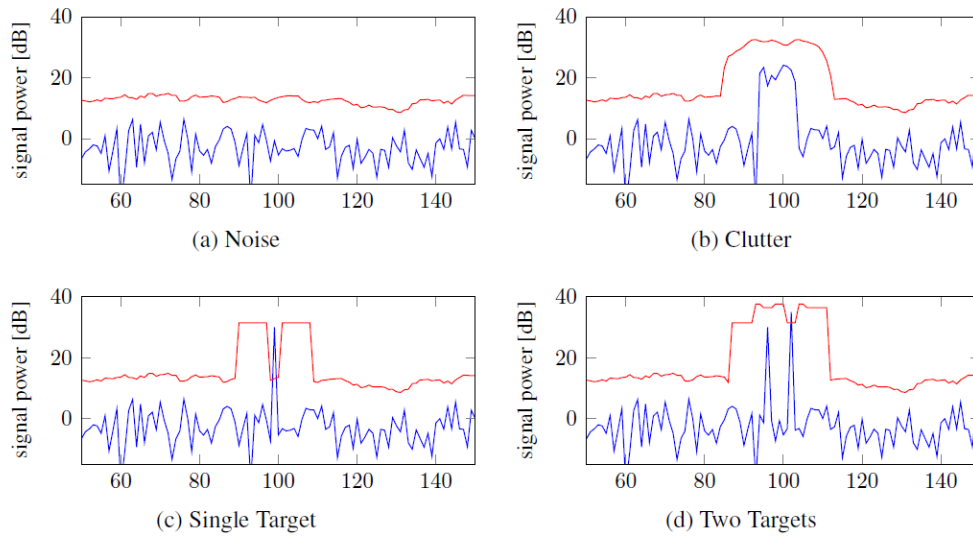 signal power [dB]
40
20
0
60 80 100 120 140
(a) Noise
signal power [dB]
40
20
0
60 80 100 120 140
(b) Clutter
signal power [dB]
40
20
0
60 80 100 120 140
(c) Single Target
signal power [dB]
40
20
0
60 80 100 120 140
(d) Two Targets